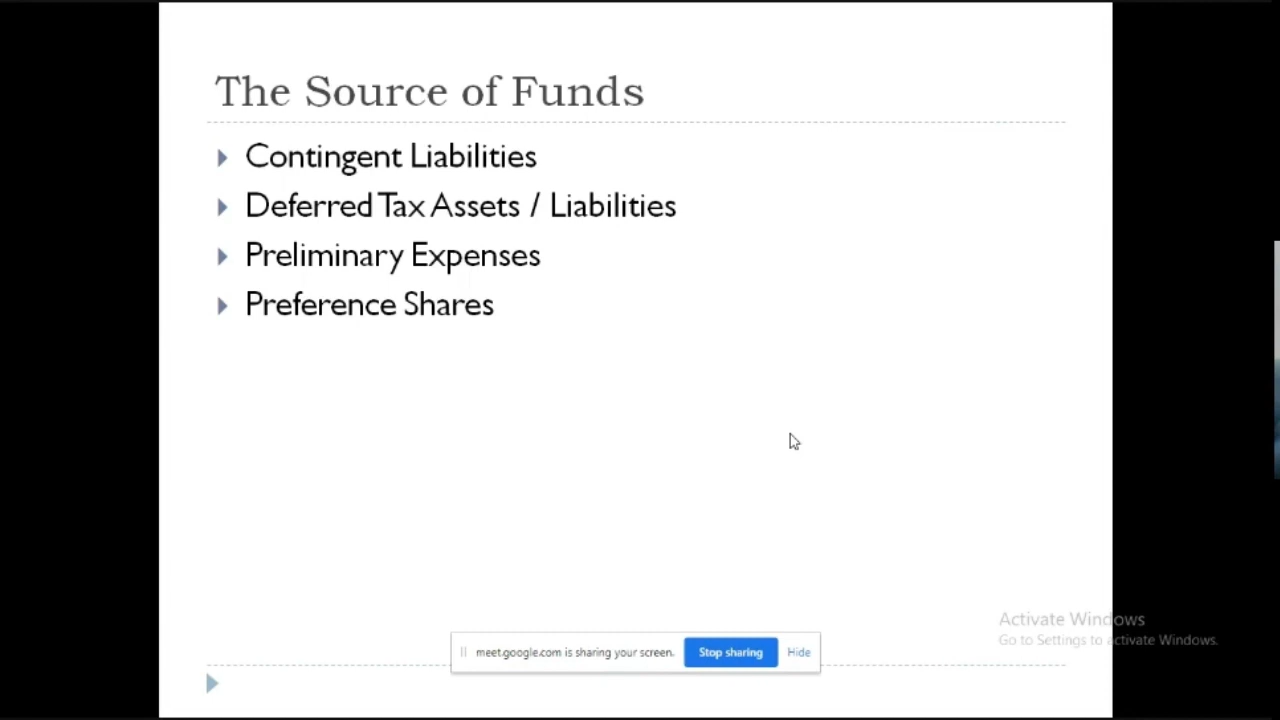 The Source of Funds
Contingent Liabilities
Deferred Tax Assets / Liabilities
Preliminary Expenses
Preference Shares
Activate Windows
Go to Settings to activate Windows.
meet.google.com is sharing your screen.
Stop sharing
Hide